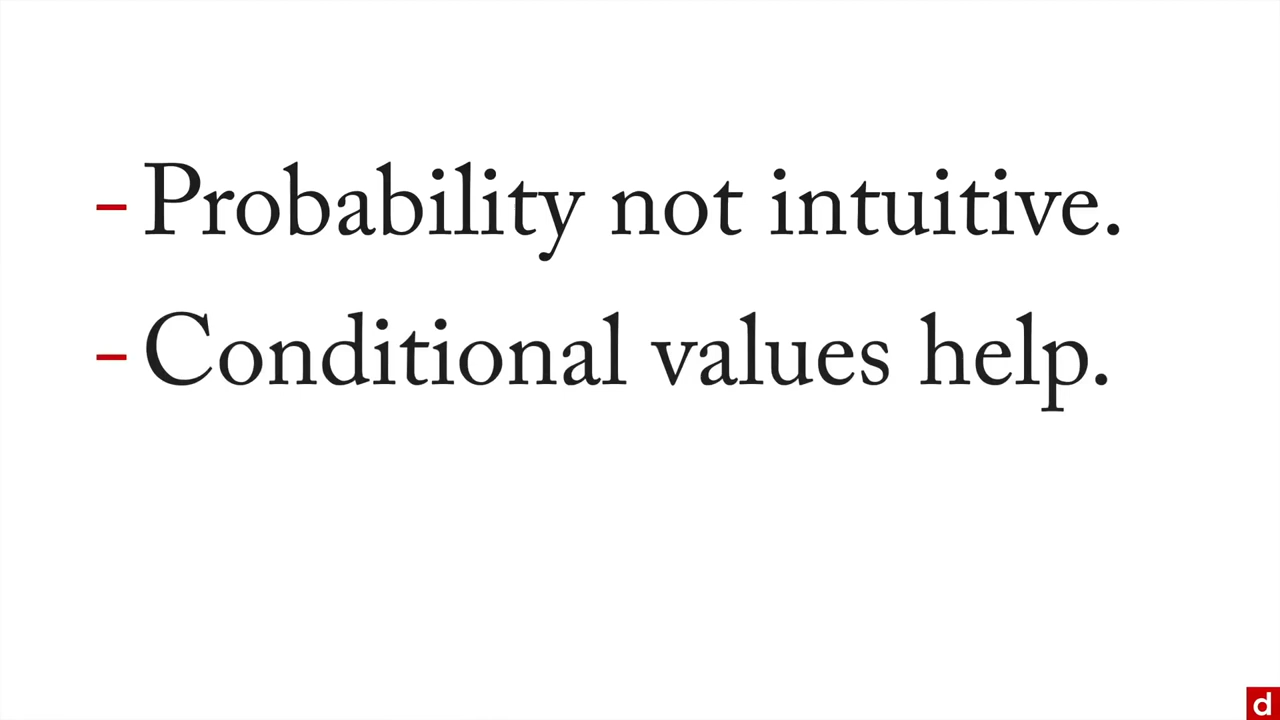 - Probability not intuitive.
- Conditional values help.
d